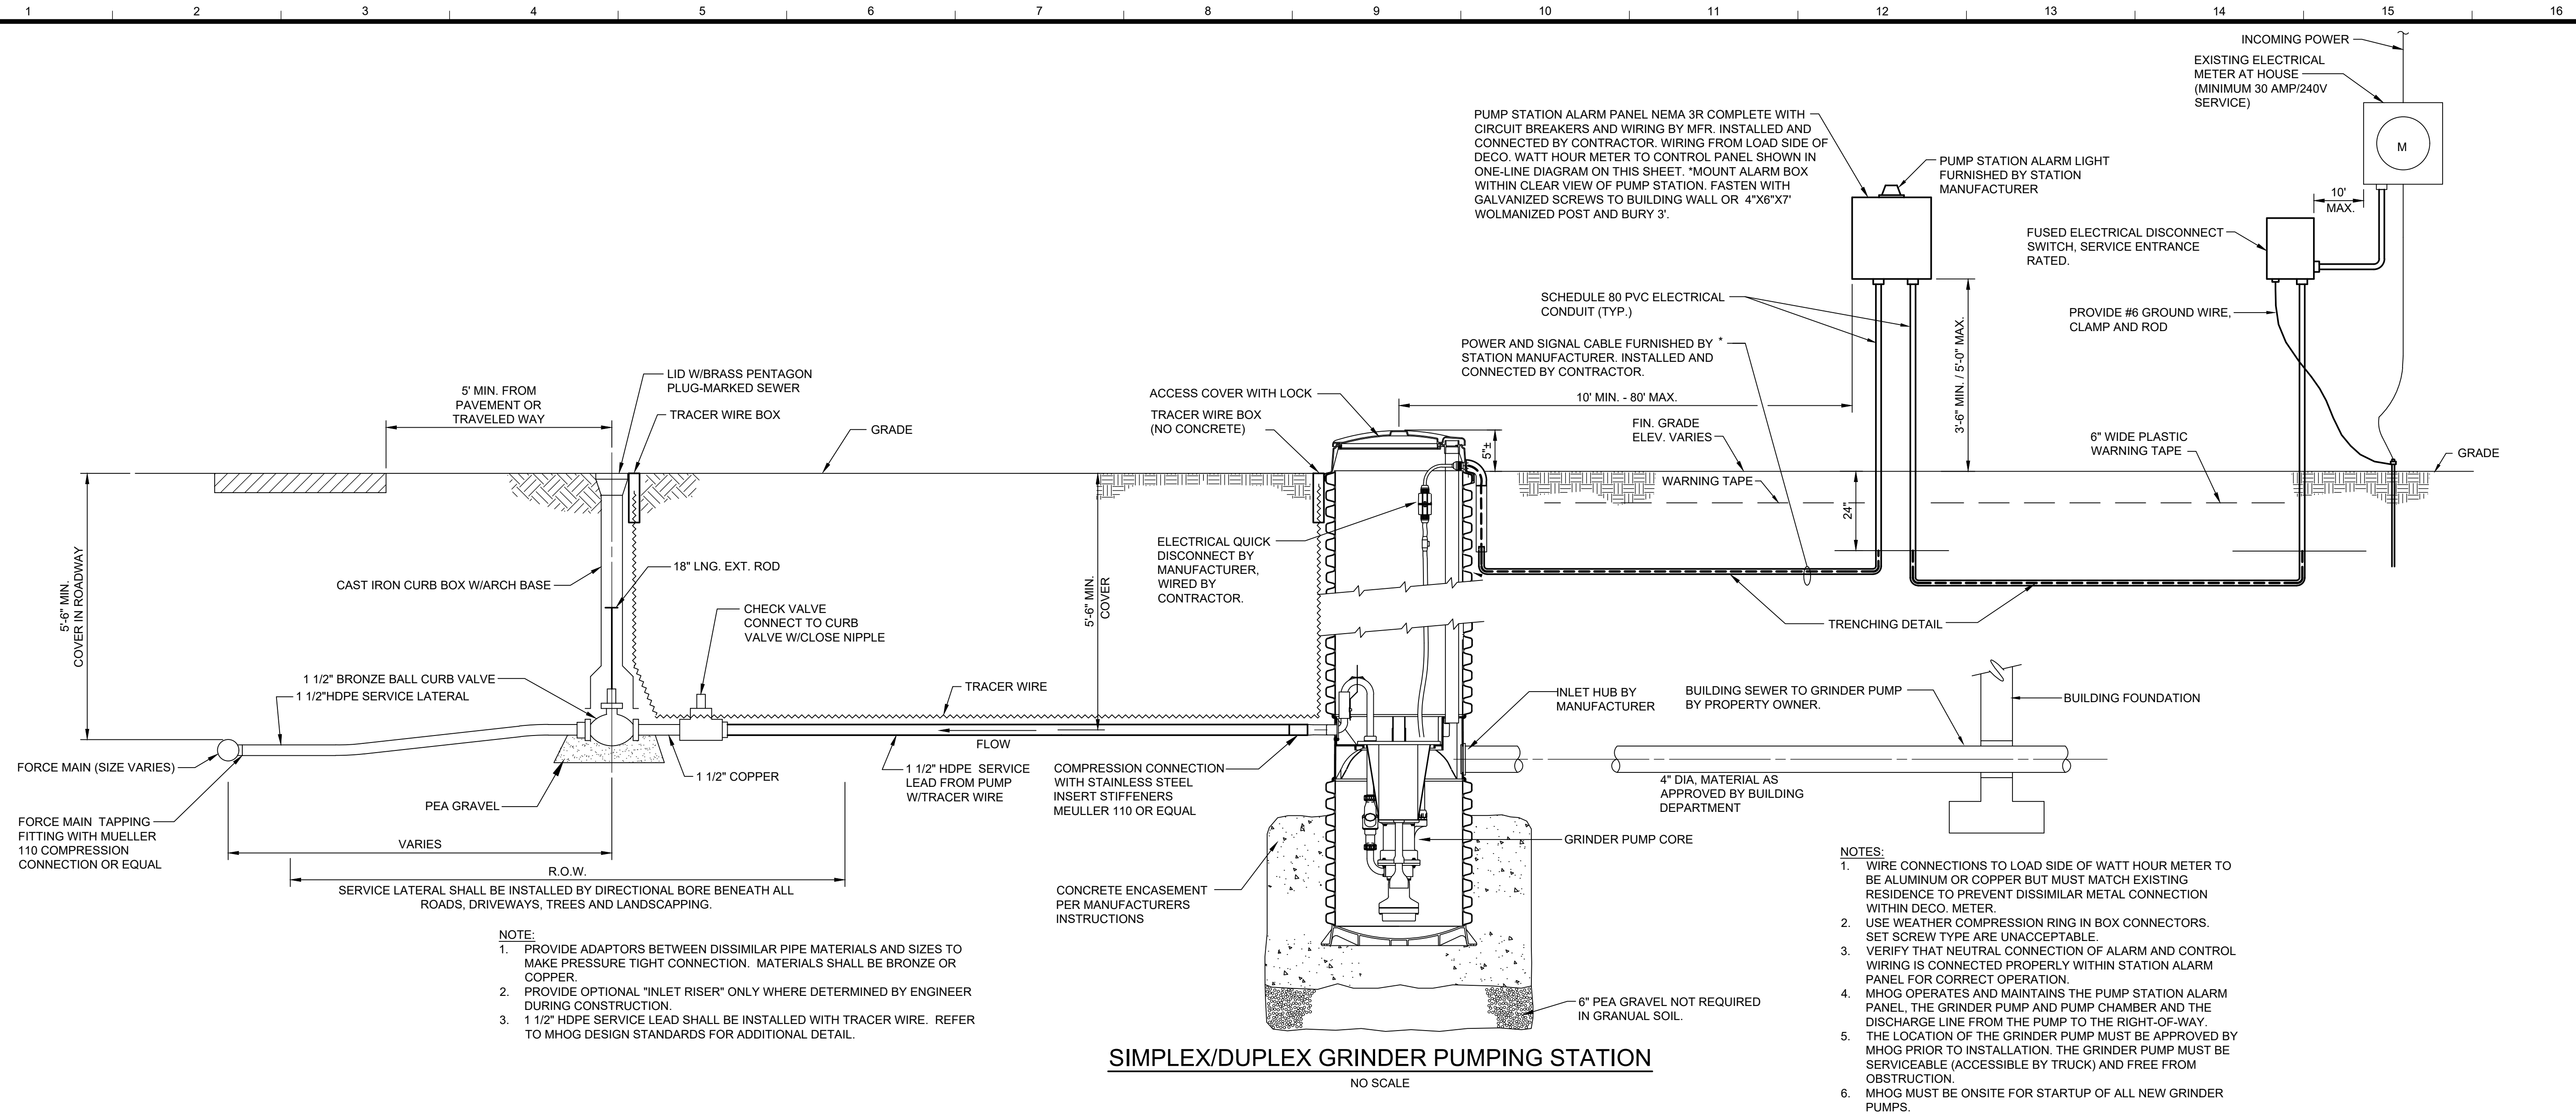 1 2 3 4 5 6 7 8 9 10 11 12 13 14 15 16
INCOMING POWER
EXISTING ELECTRICAL
METER AT HOUSE
(MINIMUM 30 AMP/240V
SERVICE)
M
10'
MAX.
PUMP STATION ALARM PANEL NEMA 3R COMPLETE WITH
CIRCUIT BREAKERS AND WIRING BY MFR. INSTALLED AND
CONNECTED BY CONTRACTOR. WIRING FROM LOAD SIDE OF
DECO. WATT HOUR METER TO CONTROL PANEL SHOWN IN
ONE-LINE DIAGRAM ON THIS SHEET. *MOUNT ALARM BOX
WITHIN CLEAR VIEW OF PUMP STATION. FASTEN WITH
GALVANIZED SCREWS TO BUILDING WALL OR 4"X6"X7'
WOLMANIZED POST AND BURY 3'.
PUMP STATION ALARM LIGHT
FURNISHED BY STATION
MANUFACTURER
FUSED ELECTRICAL DISCONNECT
SWITCH, SERVICE ENTRANCE
RATED.
SCHEDULE 80 PVC ELECTRICAL
CONDUIT (TYP.)
PROVIDE #6 GROUND WIRE,
CLAMP AND ROD
3'-6" MIN. / 5'-0" MAX.
POWER AND SIGNAL CABLE FURNISHED BY *
STATION MANUFACTURER. INSTALLED AND
CONNECTED BY CONTRACTOR.
LID W/BRASS PENTAGON
PLUG-MARKED SEWER
5' MIN. FROM
PAVEMENT OR
TRAVELED WAY
TRACER WIRE BOX
GRADE
ACCESS COVER WITH LOCK
TRACER WIRE BOX
(NO CONCRETE)
10' MIN. - 80' MAX.
FIN. GRADE
ELEV. VARIES
5"±
6" WIDE PLASTIC
WARNING TAPE
GRADE
WARNING TAPE
24"
5'-6" MIN.
COVER IN ROADWAY
CAST IRON CURB BOX W/ARCH BASE
18" LNG. EXT. ROD
CHECK VALVE
CONNECT TO CURB
VALVE W/CLOSE NIPPLE
5'-6" MIN.
COVER
ELECTRICAL QUICK
DISCONNECT BY
MANUFACTURER,
WIRED BY
CONTRACTOR.
TRENCHING DETAIL
1 1/2" BRONZE BALL CURB VALVE
1 1/2"HDPE SERVICE LATERAL
TRACER WIRE
INLET HUB BY
MANUFACTURER
BUILDING SEWER TO GRINDER PUMP
BY PROPERTY OWNER.
BUILDING FOUNDATION
FLOW
FORCE MAIN (SIZE VARIES)
1 1/2" COPPER
1 1/2" HDPE SERVICE
LEAD FROM PUMP
W/TRACER WIRE
COMPRESSION CONNECTION
WITH STAINLESS STEEL
INSERT STIFFENERS
MEULLER 110 OR EQUAL
4" DIA, MATERIAL AS
APPROVED BY BUILDING
DEPARTMENT
PEA GRAVEL
FORCE MAIN TAPPING
FITTING WITH MUELLER
110 COMPRESSION
CONNECTION OR EQUAL
VARIES
R.O.W.
SERVICE LATERAL SHALL BE INSTALLED BY DIRECTIONAL BORE BENEATH ALL
ROADS, DRIVEWAYS, TREES AND LANDSCAPPING.
GRINDER PUMP CORE
CONCRETE ENCASEMENT
PER MANUFACTURERS
INSTRUCTIONS
6" PEA GRAVEL NOT REQUIRED
IN GRANUAL SOIL.
NOTE:
1. PROVIDE ADAPTORS BETWEEN DISSIMILAR PIPE MATERIALS AND SIZES TO
MAKE PRESSURE TIGHT CONNECTION. MATERIALS SHALL BE BRONZE OR
COPPER.
2. PROVIDE OPTIONAL "INLET RISER" ONLY WHERE DETERMINED BY ENGINEER
DURING CONSTRUCTION.
3. 1 1/2" HDPE SERVICE LEAD SHALL BE INSTALLED WITH TRACER WIRE. REFER
TO MHOG DESIGN STANDARDS FOR ADDITIONAL DETAIL.
SIMPLEX/DUPLEX GRINDER PUMPING STATION
NO SCALE
NOTES:
1. WIRE CONNECTIONS TO LOAD SIDE OF WATT HOUR METER TO
BE ALUMINUM OR COPPER BUT MUST MATCH EXISTING
RESIDENCE TO PREVENT DISSIMILAR METAL CONNECTION
WITHIN DECO. METER.
2. USE WEATHER COMPRESSION RING IN BOX CONNECTORS.
SET SCREW TYPE ARE UNACCEPTABLE.
3. VERIFY THAT NEUTRAL CONNECTION OF ALARM AND CONTROL
WIRING IS CONNECTED PROPERLY WITHIN STATION ALARM
PANEL FOR CORRECT OPERATION.
4. MHOG OPERATES AND MAINTAINS THE PUMP STATION ALARM
PANEL, THE GRINDER PUMP AND PUMP CHAMBER AND THE
DISCHARGE LINE FROM THE PUMP TO THE RIGHT-OF-WAY.
5. THE LOCATION OF THE GRINDER PUMP MUST BE APPROVED BY
MHOG PRIOR TO INSTALLATION. THE GRINDER PUMP MUST BE
SERVICEABLE (ACCESSIBLE BY TRUCK) AND FREE FROM
OBSTRUCTION.
6. MHOG MUST BE ONSITE FOR STARTUP OF ALL NEW GRINDER
PUMPS.